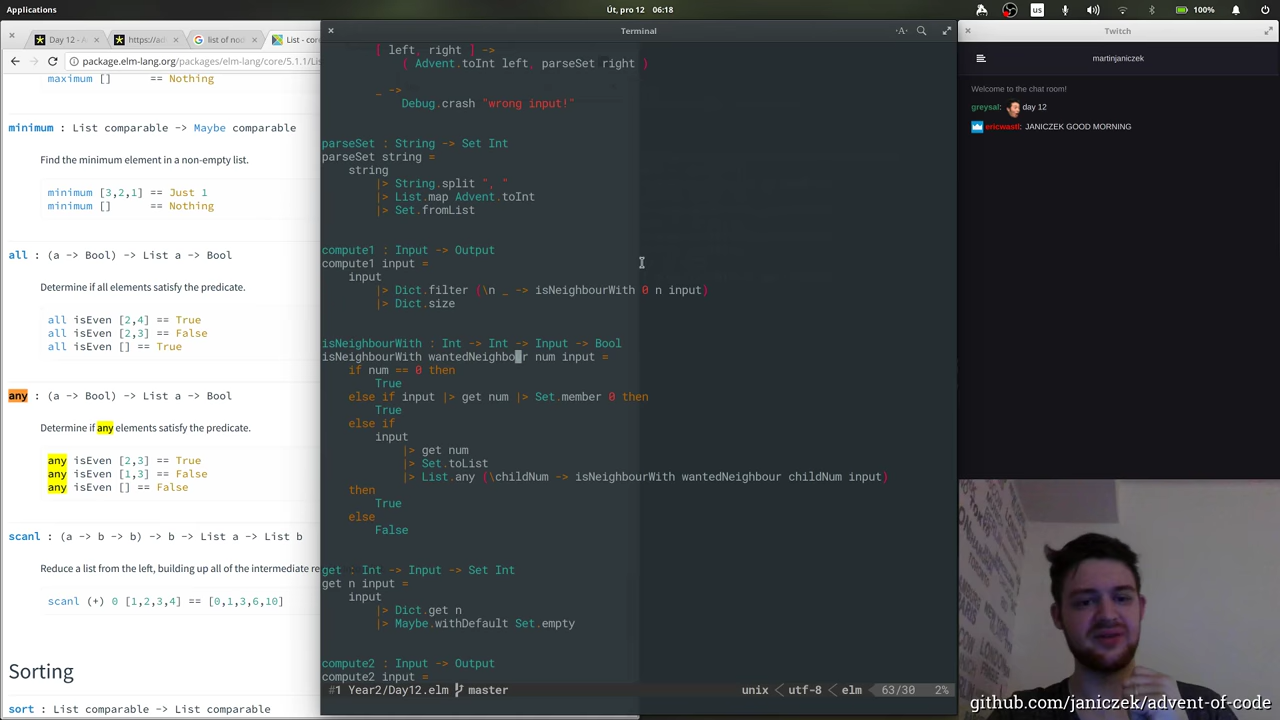 Applications
Út, pro 12 06:18
us
100%
Day 12 - A
https://ad
list of no
List - core
package.elm-lang.org/packages/elm-lang/core/5.1.1/Lis
maximum [] == Nothing
minimum : List comparable -> Maybe comparable
Find the minimum element in a non-empty list.
minimum [3,2,1] == Just 1
minimum [] == Nothing
all : (a -> Bool) -> List a -> Bool
Determine if all elements satisfy the predicate.
all isEven [2,4] == True
all isEven [2,3] == False
all isEven [] == True
any : (a -> Bool) -> List a -> Bool
Determine if any elements satisfy the predicate.
any isEven [2,3] == True
any isEven [1,3] == False
any isEven [] == False
scanl : (a -> b -> b) -> b -> List a -> List b
Reduce a list from the left, building up all of the intermediate re
scanl (+) 0 [1,2,3,4] == [0,1,3,6,10]
Sorting
sort : List comparable -> List comparable
Terminal
[ left, right ] ->
( Advent.toInt left, parseSet right )
_ ->
Debug.crash "wrong input!"
parseSet : String -> Set Int
parseSet string =
string
|> String.split ", "
|> List.map Advent.toInt
|> Set.fromList
compute1 : Input -> Output
compute1 input =
input
|> Dict.filter (\n _ -> isNeighbourWith 0 n input)
|> Dict.size
isNeighbourWith : Int -> Int -> Input -> Bool
isNeighbourWith wantedNeighbour num input =
if num == 0 then
True
else if input |> get num |> Set.member 0 then
True
else if
input
|> get num
|> Set.toList
|> List.any (\childNum -> isNeighbourWith wantedNeighbour childNum input)
then
True
else
False
get : Int -> Input -> Set Int
get n input =
input
|> Dict.get n
|> Maybe.withDefault Set.empty
compute2 : Input -> Output
compute2 input =
#1 Year2/Day12.elm master unix utf-8 elm 63/30 2%
Twitch
martinjaniczek
Welcome to the chat room!
greysal: day 12
ericwastl: JANICZEK GOOD MORNING
github.com/janiczek/advent-of-code